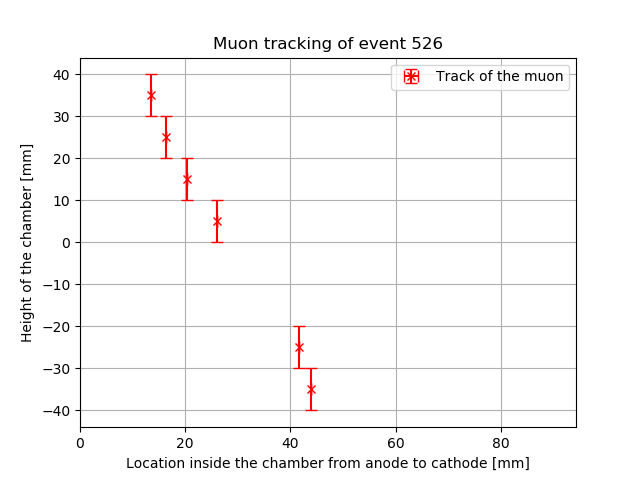 Muon tracking of event 526
Track of the muon
Height of the chamber [mm]
40
30
20
10
0
−10
−20
−30
−40
0 20 40 60 80
Location inside the chamber from anode to cathode [mm]